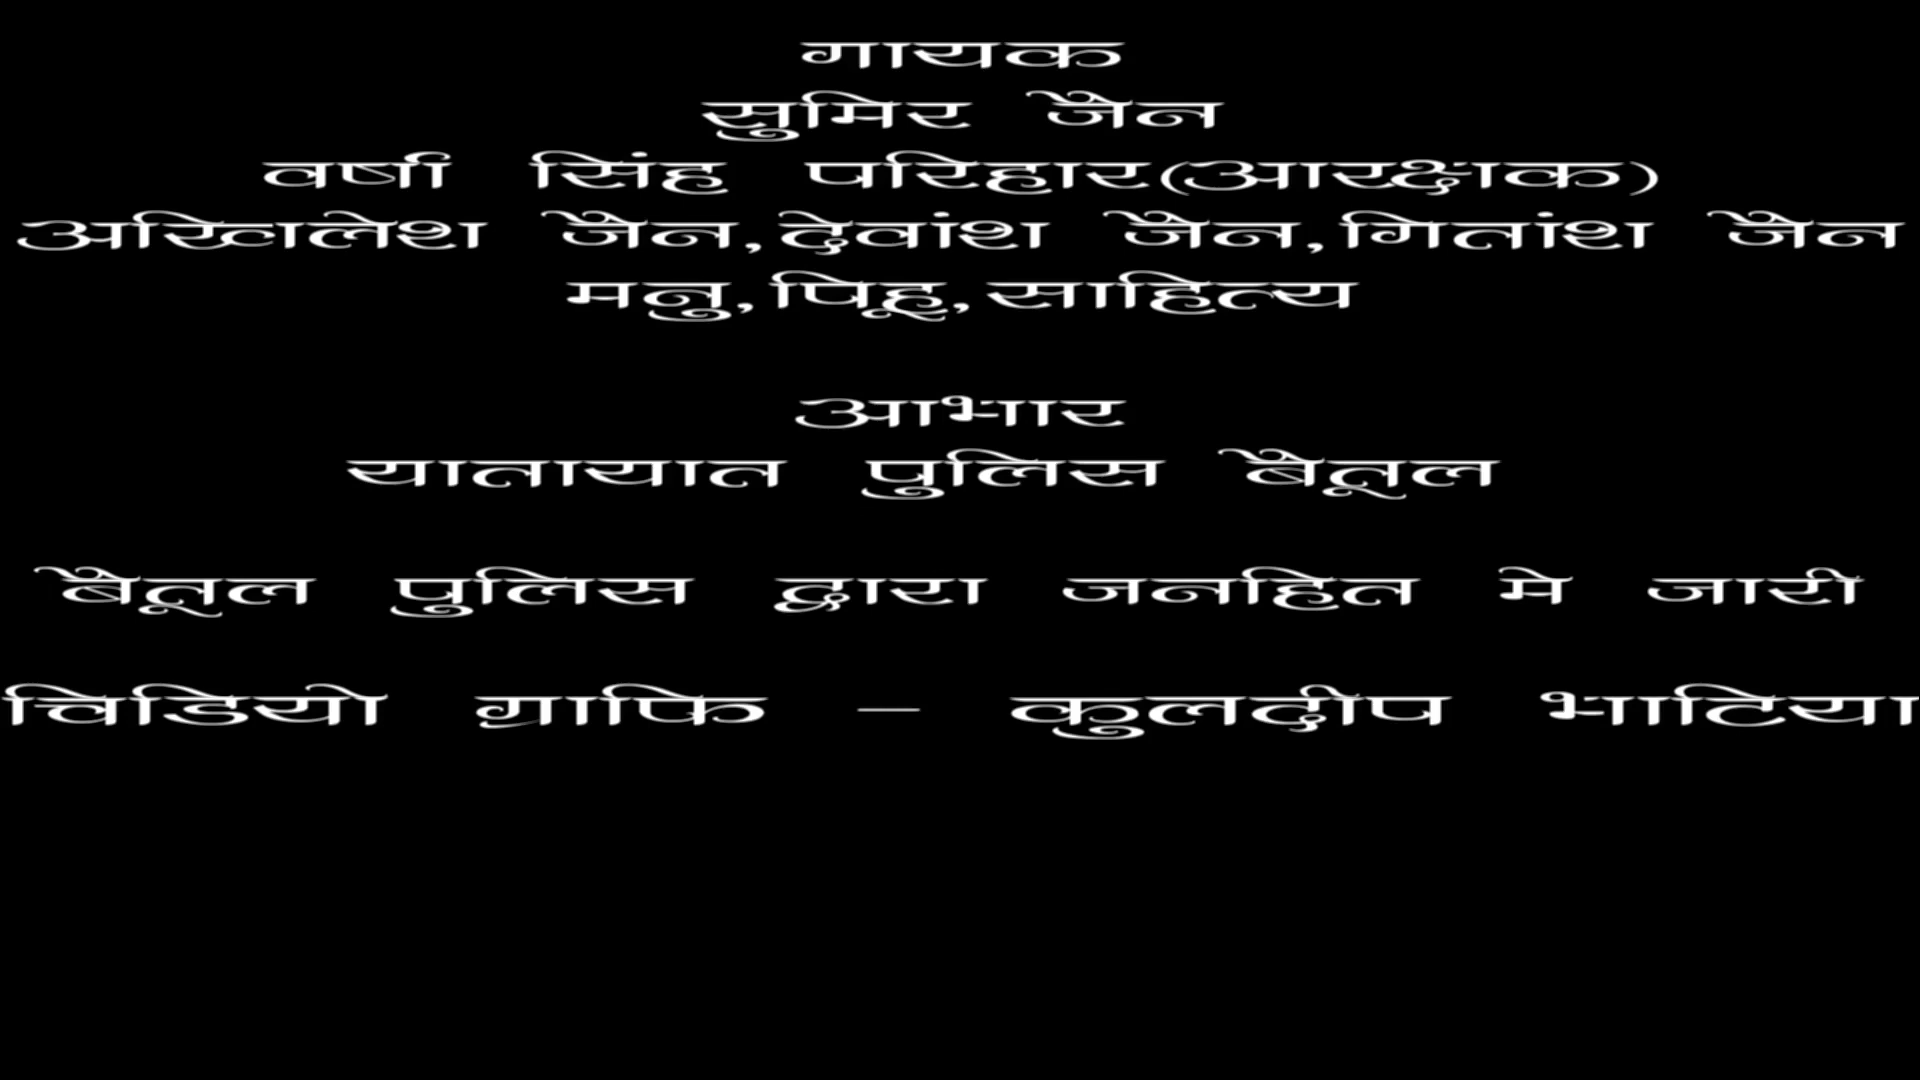 गायक
सुमिर जैन
वर्षा सिंह परिहार(आरक्षक)
अखिलेश जैन,देवांश जैन,गितांश जैन
मनु,पिहू,साहित्य
आभार
यातायात पुलिस बैतूल
बैतूल पुलिस द्वारा जनहित मे जारी
विडियो ग्राफि – कुलदीप भाटिया